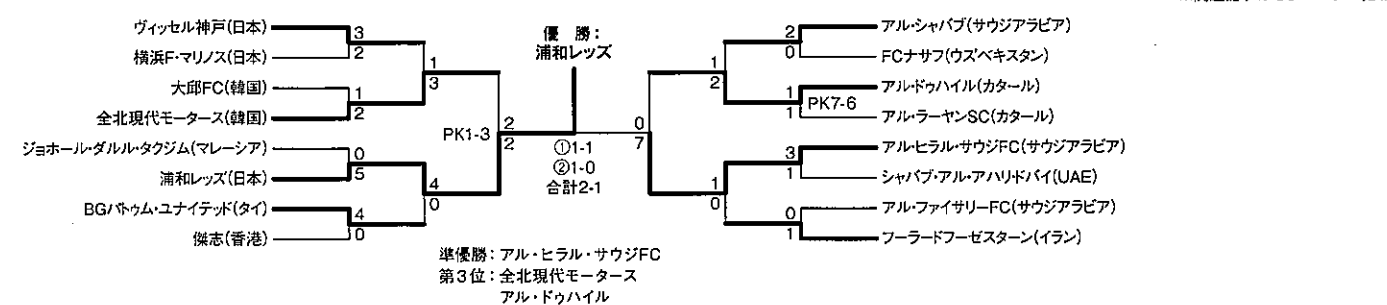 ヴィッセル神戸(日本)
横浜F・マリノス(日本)
大邱FC(韓国)
全北現代モータース(韓国)
ジョホール・ダルル・タクジム(マレーシア)
浦和レッズ(日本)
BGパトゥム・ユナイテッド(タイ)
傑志(香港)
3
2
1
2
0
5
4
0
1
3
4
0
PK1-3
2
2
優 勝:
浦和レッズ
①1-1
②1-0
合計2-1
0
7
1
2
1
0
2
0
1
1
PK7-6
3
1
0
1
アル・シャバブ(サウジアラビア)
FCナサフ(ウズベキスタン)
アル・ドゥハイル(カタール)
アル・ラーヤンSC(カタール)
アル・ヒラル・サウジFC(サウジアラビア)
シャバブ・アル・アハリ・ドバイ(UAE)
アル・ファイサリーFC(サウジアラビア)
フーラードフーゼスターン(イラン)
準優勝:アル・ヒラル・サウジFC
第3位:全北現代モータース
アル・ドゥハイル